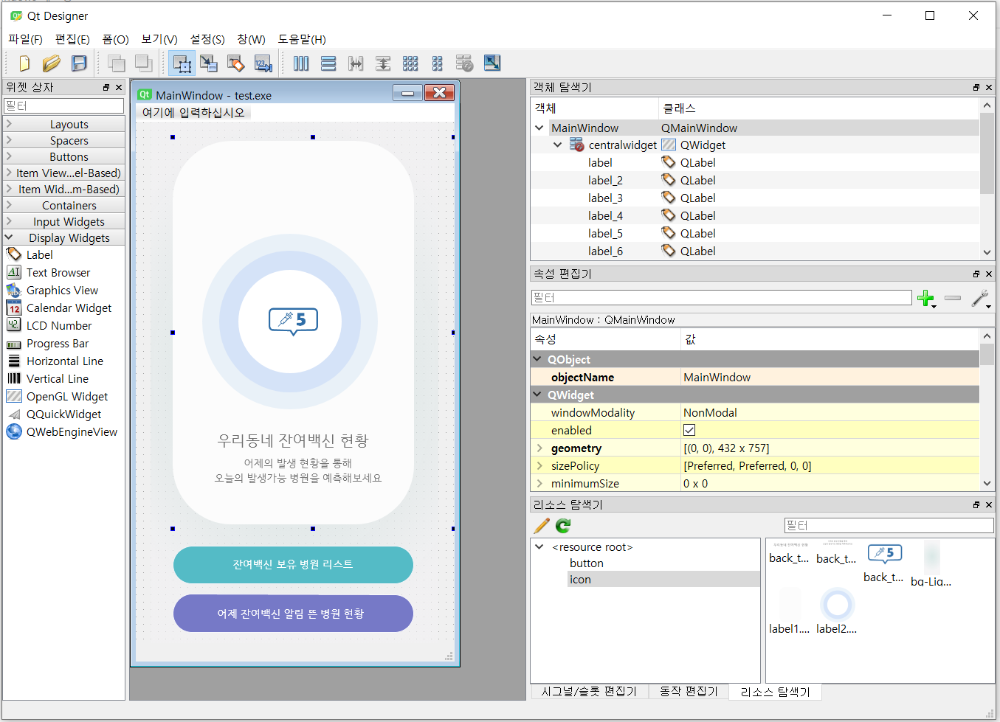 Qt Designer
파일(F) 편집(E) 폼(O) 보기(V) 설정(S) 창(W) 도움말(H)
위젯 상자
필터
Layouts
Spacers
Buttons
Item View...el-Based)
Item Wid...m-Based)
Containers
Input Widgets
Display Widgets
Label
Text Browser
Graphics View
Calendar Widget
LCD Number
Progress Bar
Horizontal Line
Vertical Line
OpenGL Widget
QQuickWidget
QWebEngineView
MainWindow - test.exe
여기에 입력하십시오
5
우리동네 잔여백신 현황
어제의 발생 현황을 통해
오늘의 발생가능 병원을 예측해보세요
잔여백신 보유 병원 리스트
어제 잔여백신 알림 뜬 병원 현황
객체 탐색기
객체 클래스
MainWindow QMainWindow
centralwidget QWidget
label QLabel
label_2 QLabel
label_3 QLabel
label_4 QLabel
label_5 QLabel
label_6 QLabel
속성 편집기
필터
MainWindow : QMainWindow
속성 값
QObject
objectName MainWindow
QWidget
windowModality NonModal
enabled
geometry [(0, 0), 432 x 757]
sizePolicy [Preferred, Preferred, 0, 0]
minimumSize 0 x 0
리소스 탐색기
필터
<resource root>
button
icon
back_t... back_t... back_t... bg-Lig...
5
label1.... label2....
시그널/슬롯 편집기 동작 편집기 리소스 탐색기